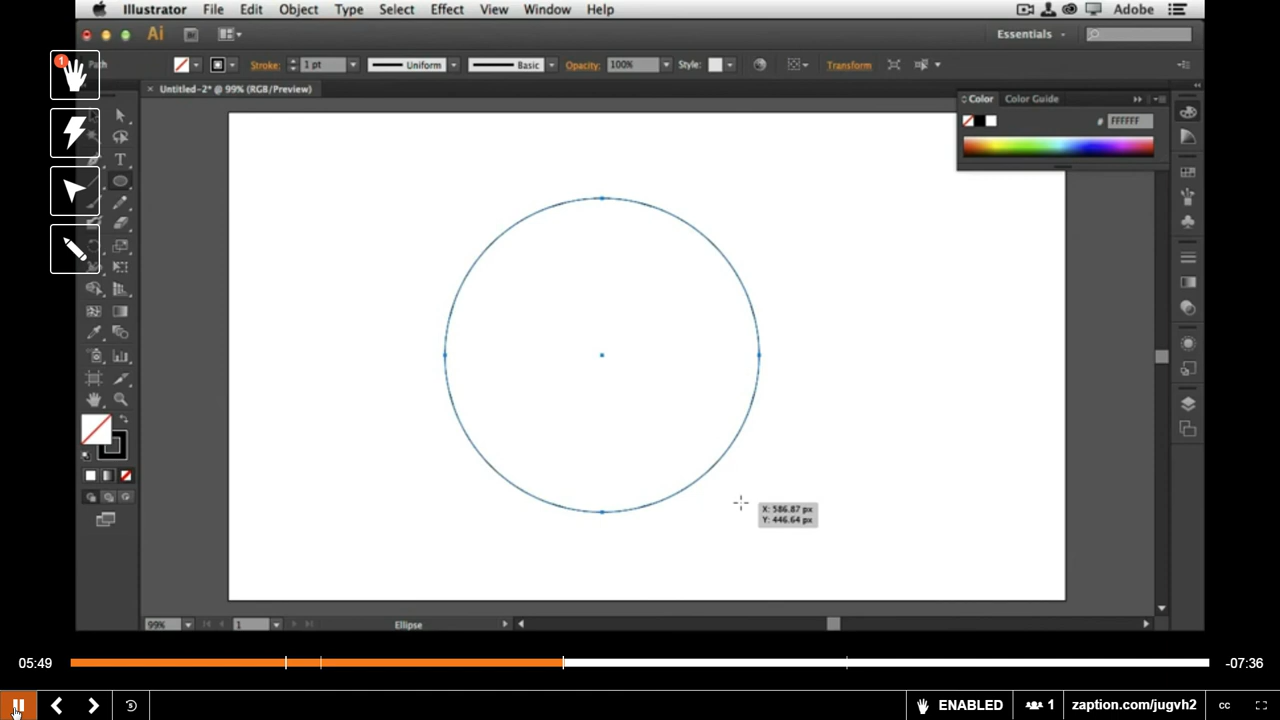 Illustrator File Edit Object Type Select Effect View Window Help Adobe
Ai Essentials
Path Stroke: 1 pt Uniform Basic Opacity: 100% Style: Transform
× Untitled-2* @ 99% (RGB/Preview)
Color Color Guide
# FFFFFF
1
T
X: 586.87 px
Y: 446.64 px
99% 1 Ellipse
05:49 -07:36
ENABLED 1 zaption.com/jugvh2 cc